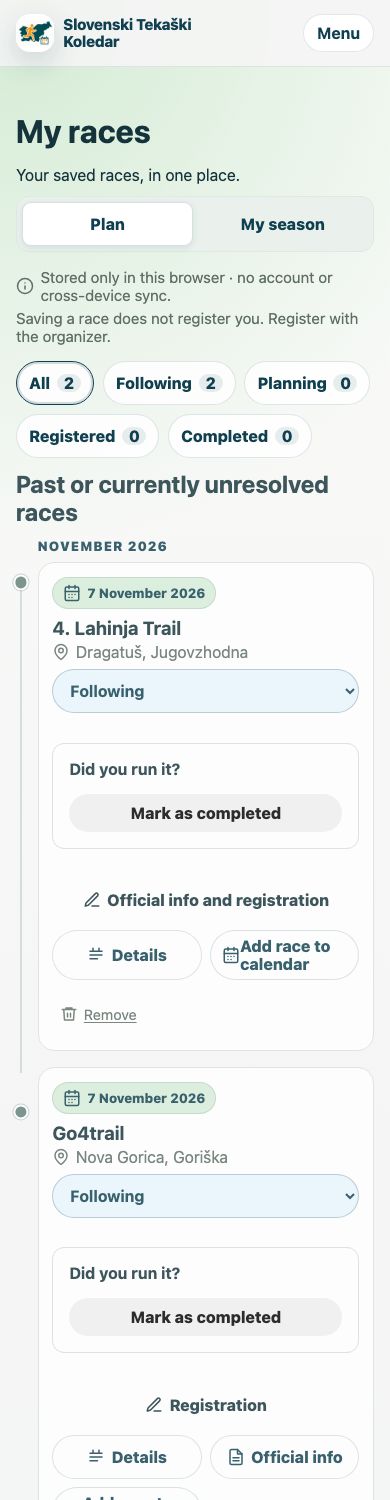 Slovenski Tekaški
Koledar
Menu
My races
Your saved races, in one place.
Plan
My season
Stored only in this browser · no account or
cross-device sync.
Saving a race does not register you. Register with
the organizer.
All 2
Following 2
Planning 0
Registered 0
Completed 0
Past or currently unresolved
races
NOVEMBER 2026
7 November 2026
4. Lahinja Trail
Dragatuš, Jugovzhodna
Following
Did you run it?
Mark as completed
Official info and registration
Details
Add race to
calendar
Remove
7 November 2026
Go4trail
Nova Gorica, Goriška
Following
Did you run it?
Mark as completed
Registration
Details
Official info